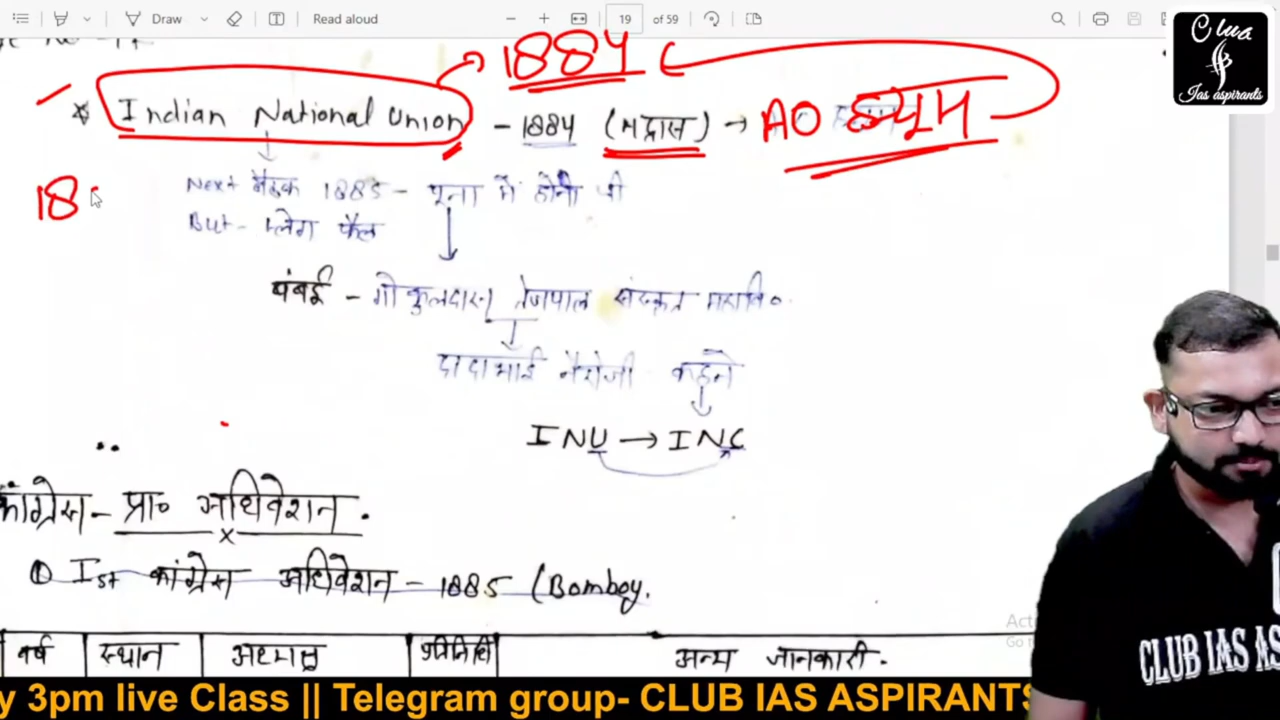 Draw
Read aloud
19 of 59
Club
Ias aspirants
1884
Indian National Union - 1884 (मद्रास) → AO ह्यूम
18
Next बैठक 1885 - पूना में होनी थी
But - प्लेग फैल
बंबई - गोकुलदास तेजपाल संस्कृत महावि०
दादाभाई नैरोजी कहने
INU → INC
कांग्रेस - प्रा० अधिवेशन.
① Ist कांग्रेस अधिवेशन - 1885 (Bombay.
वर्ष स्थान अध्यक्ष प्रतिनिधि अन्य जानकारी.
CLUB IAS AS
y 3pm live Class || Telegram group- CLUB IAS ASPIRANTS